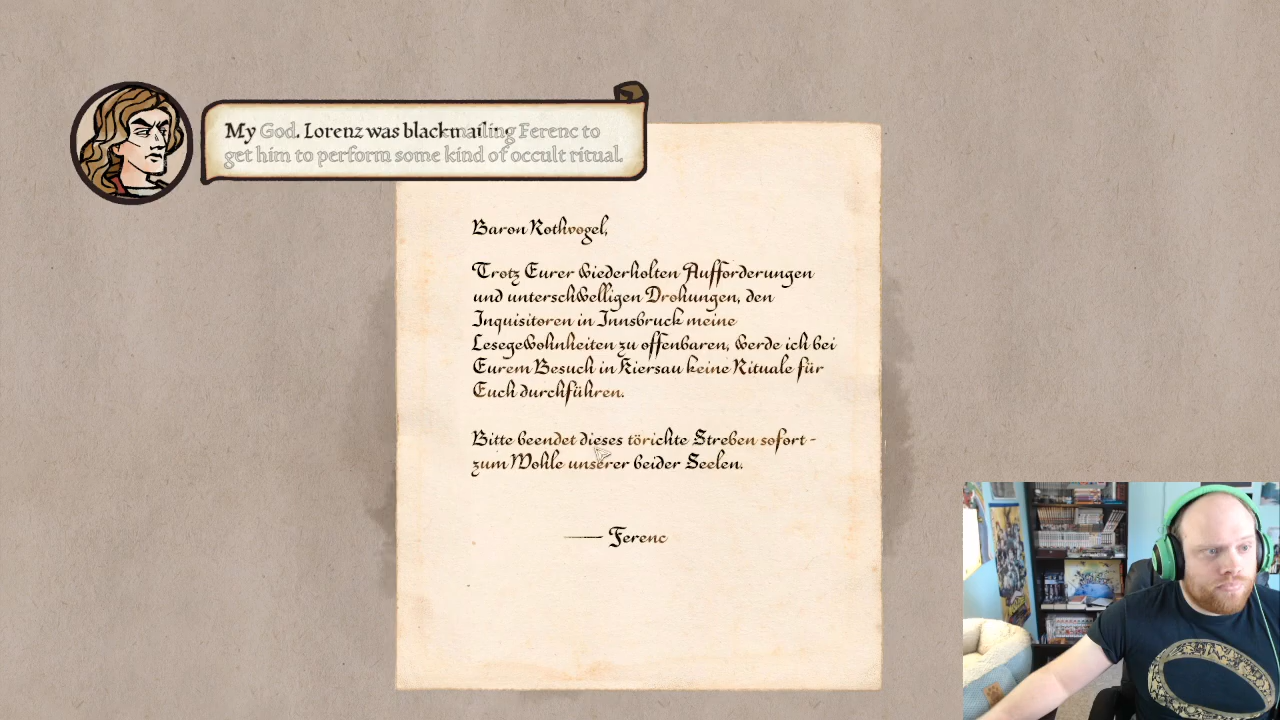 My God. Lorenz was blackmailing Ferenc to
get him to perform some kind of occult ritual.
Baron Rothvogel,
Trotz Eurer wiederholten Aufforderungen
und unterschwelligen Drohungen, den
Inquisitoren in Innsbruck meine
Lesegewohnheiten zu offenbaren, werde ich bei
Eurem Besuch in Kiersau keine Rituale für
Euch durchführen.
Bitte beendet dieses törichte Streben sofort -
zum Wohle unserer beider Seelen.
— Ferenc